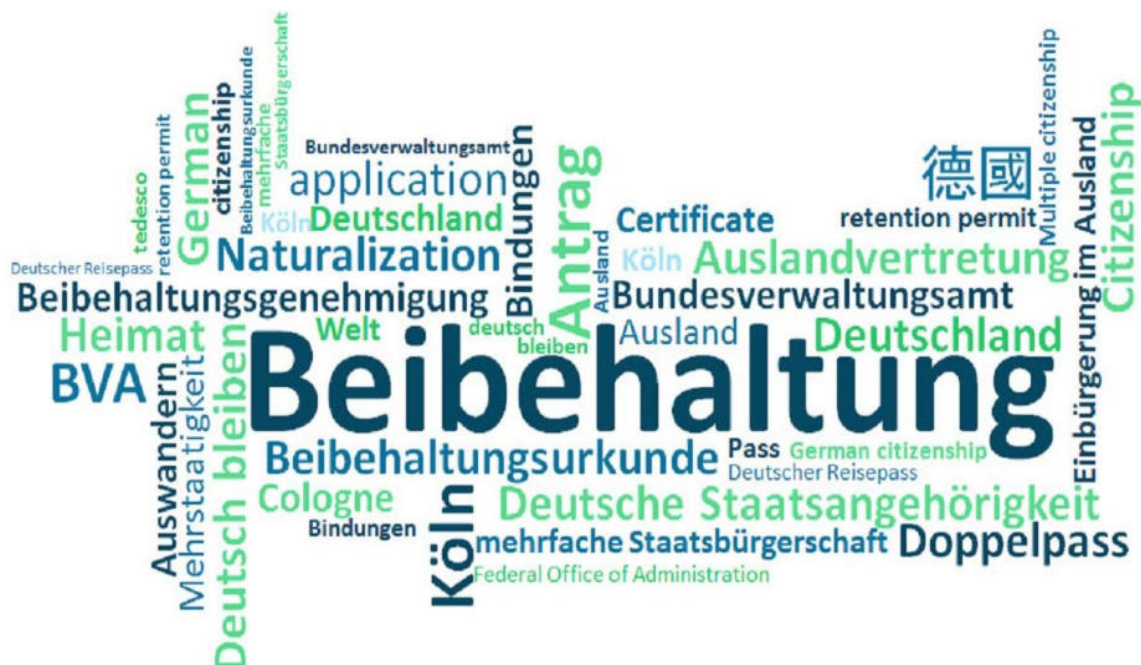 Beibehaltungsurkunde
mehrfache
Staatsbürgerschaft
German
citizenship
retention permit
tedesco
Bundesverwaltungsamt
application
Köln
Deutschland
Naturalization
Deutscher Reisepass
Beibehaltungsgenehmigung
Bindungen
Antrag
Ausland
Certificate
德國
retention permit
Multiple citizenship
Einbürgerung im Ausland
Citizenship
Köln
Auslandvertretung
Bundesverwaltungsamt
Heimat
Welt
deutsch
bleiben
Ausland
Deutschland
BVA
Auswandern
Mehrstaatigkeit
Deutsch bleiben
Beibehaltung
Beibehaltungsurkunde
Pass
German citizenship
Deutscher Reisepass
Cologne
Bindungen
Köln
Deutsche Staatsangehörigkeit
mehrfache Staatsbürgerschaft
Doppelpass
Federal Office of Administration